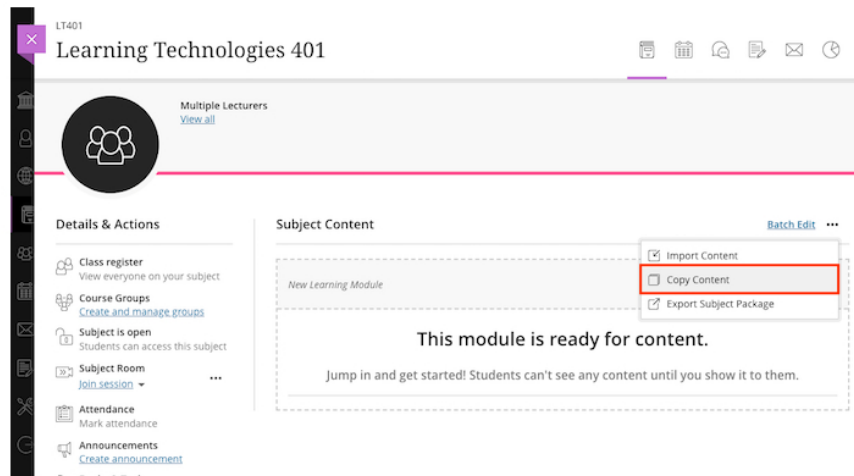 LT401
Learning Technologies 401
Multiple Lecturers
View all
Details & Actions
Class register
View everyone on your subject
Course Groups
Create and manage groups
Subject is open
Students can access this subject
Subject Room
Join session
Attendance
Mark attendance
Announcements
Create announcement
Subject Content
Batch Edit
Import Content
Copy Content
Export Subject Package
New Learning Module
This module is ready for content.
Jump in and get started! Students can't see any content until you show it to them.